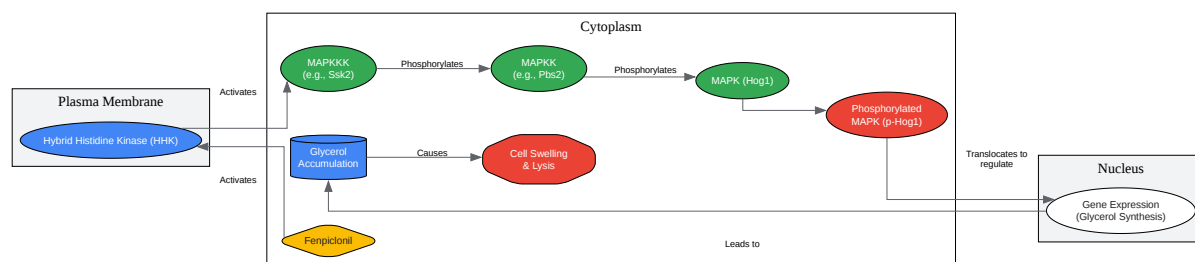 Cytoplasm
MAPKKK
(e.g., Ssk2)
Phosphorylates
MAPKK
(e.g., Pbs2)
Phosphorylates
MAPK (Hog1)
Activates
Plasma Membrane
Hybrid Histidine Kinase (HHK)
Phosphorylated
MAPK (p-Hog1)
Glycerol
Accumulation
Causes
Cell Swelling
& Lysis
Translocates to
regulate
Nucleus
Activates
Gene Expression
(Glycerol Synthesis)
Fenpiclonil
Leads to